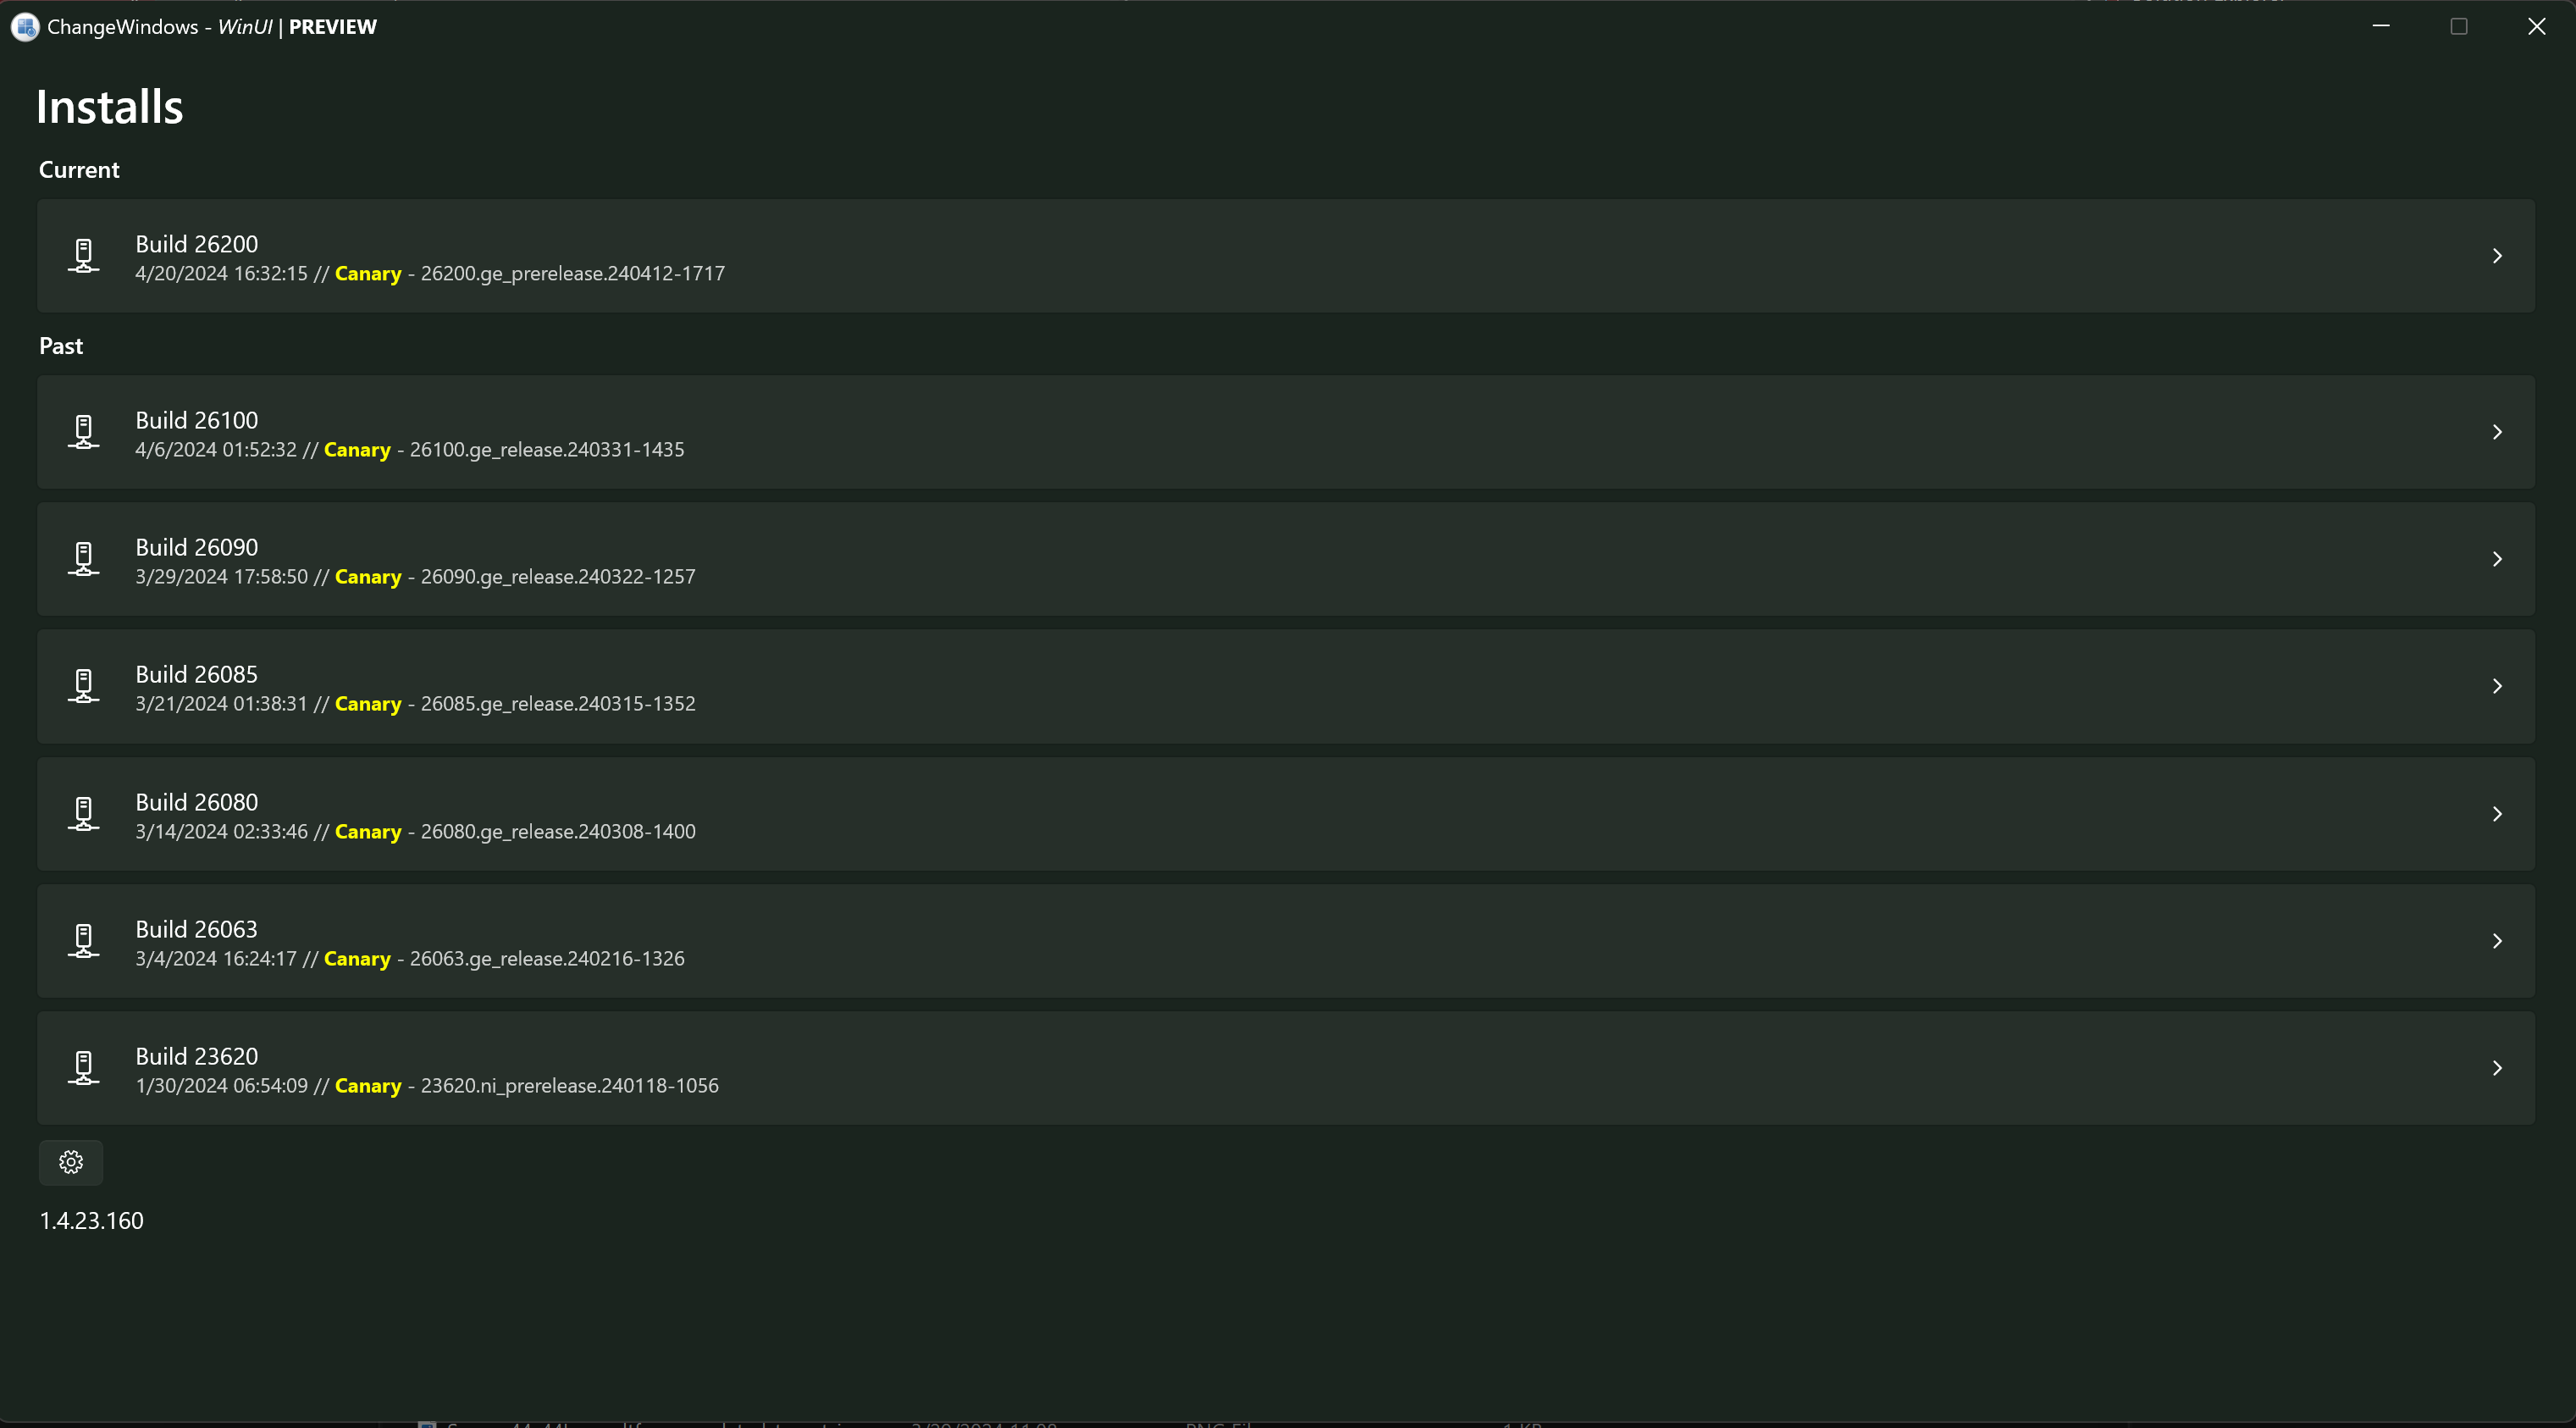 ChangeWindows - WinUI | PREVIEW
Installs
Current
Build 26200
4/20/2024 16:32:15 // Canary - 26200.ge_prerelease.240412-1717
Past
Build 26100
4/6/2024 01:52:32 // Canary - 26100.ge_release.240331-1435
Build 26090
3/29/2024 17:58:50 // Canary - 26090.ge_release.240322-1257
Build 26085
3/21/2024 01:38:31 // Canary - 26085.ge_release.240315-1352
Build 26080
3/14/2024 02:33:46 // Canary - 26080.ge_release.240308-1400
Build 26063
3/4/2024 16:24:17 // Canary - 26063.ge_release.240216-1326
Build 23620
1/30/2024 06:54:09 // Canary - 23620.ni_prerelease.240118-1056
1.4.23.160